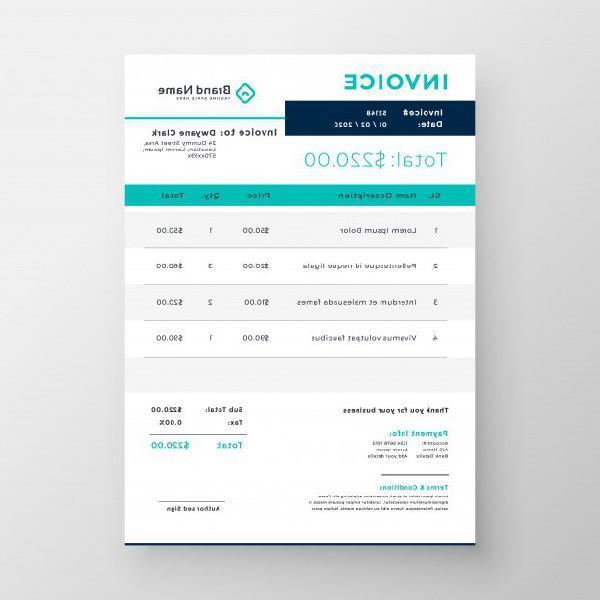 INVOICE
Brand Name
TAGLINE SPACE HERE
Invoice# 52148
Date: 01 / 02 / 2020
Total: $220.00
Invoice to: Dwyane Clark
24 Dummy Street Area,
Location, Lorem Ipsum,
570xx59x
SL. Item Description Price Qty. Total
1 Lorem Ipsum Dolor $50.00 1 $50.00
2 Pellentesque id neque ligula $20.00 3 $60.00
3 Interdum et malesuada fames $10.00 2 $20.00
4 Vivamus volutpat faucibus $90.00 1 $90.00
Thank you for your business
Sub Total: $220.00
Tax: 0.00%
Total: $220.00
Payment Info:
Account #: 1234 5678 9012
A/C Name: Lorem Ipsum
Bank Details: Add your details
Terms & Conditions:
Authorised Sign